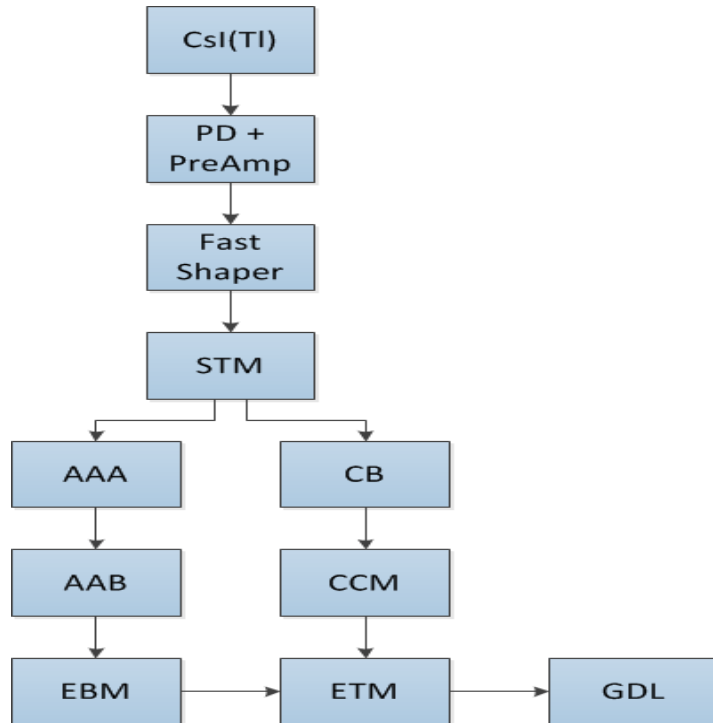 CsI(Tl)
PD +
PreAmp
Fast
Shaper
STM
AAA
CB
AAB
CCM
EBM
ETM
GDL